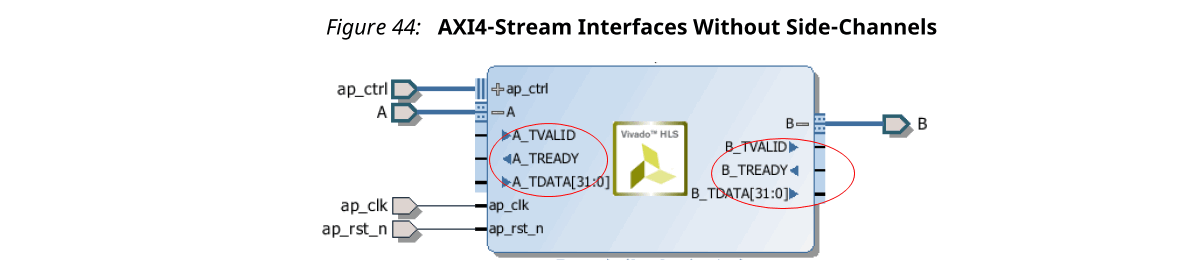 Figure 44: AXI4-Stream Interfaces Without Side-Channels
ap_ctrl
A
ap_clk
ap_rst_n
ap_ctrl
A
A_TVALID
A_TREADY
A_TDATA[31:0]
ap_clk
ap_rst_n
Vivado™ HLS
B
B_TVALID
B_TREADY
B_TDATA[31:0]
B